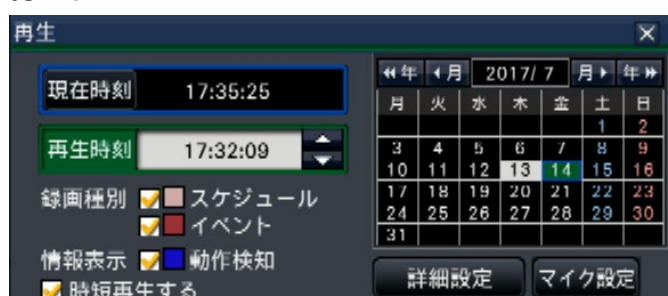 再生
現在時刻 17:35:25
再生時刻 17:32:09
録画種別 スケジュール
イベント
情報表示 動作検知
時短再生する
年 月 2017/ 7 月 年
月 火 水 木 金 土 日
1 2
3 4 5 6 7 8 9
10 11 12 13 14 15 16
17 18 19 20 21 22 23
24 25 26 27 28 29 30
31
詳細設定 マイク設定